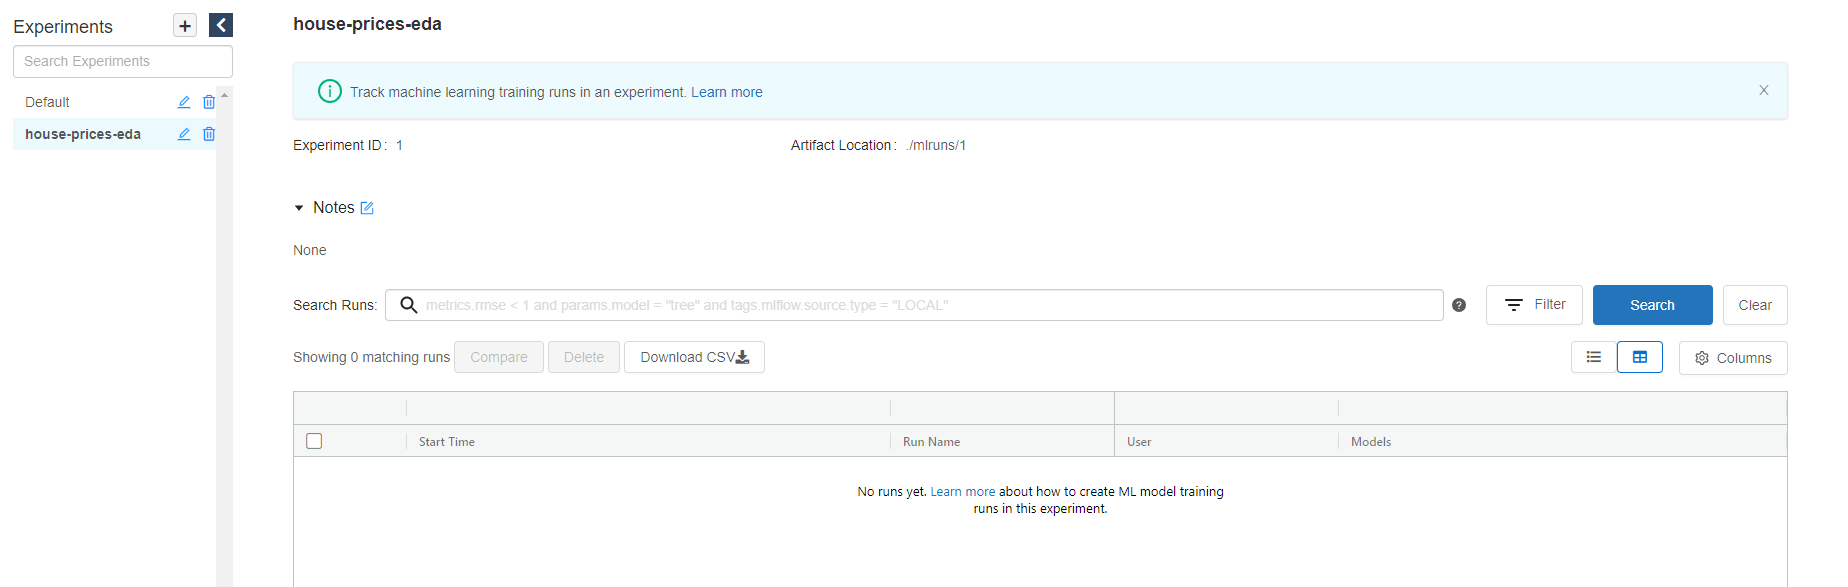 Experiments
Search Experiments
Default
house-prices-eda
house-prices-eda
Track machine learning training runs in an experiment. Learn more
Experiment ID: 1
Artifact Location: ./mlruns/1
Notes
None
Search Runs: metrics.rmse < 1 and params.model = "tree" and tags.mlflow.source.type = "LOCAL"
Filter
Search
Clear
Showing 0 matching runs
Compare
Delete
Download CSV
Columns
Start Time
Run Name
User
Models
No runs yet. Learn more about how to create ML model training
runs in this experiment.